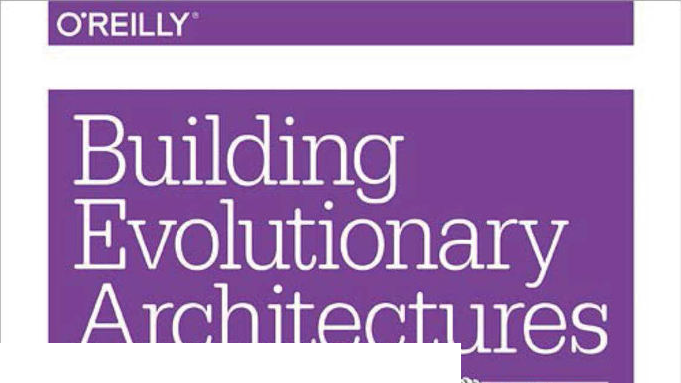 O'REILLY®
Building
Evolutionary
Architectures